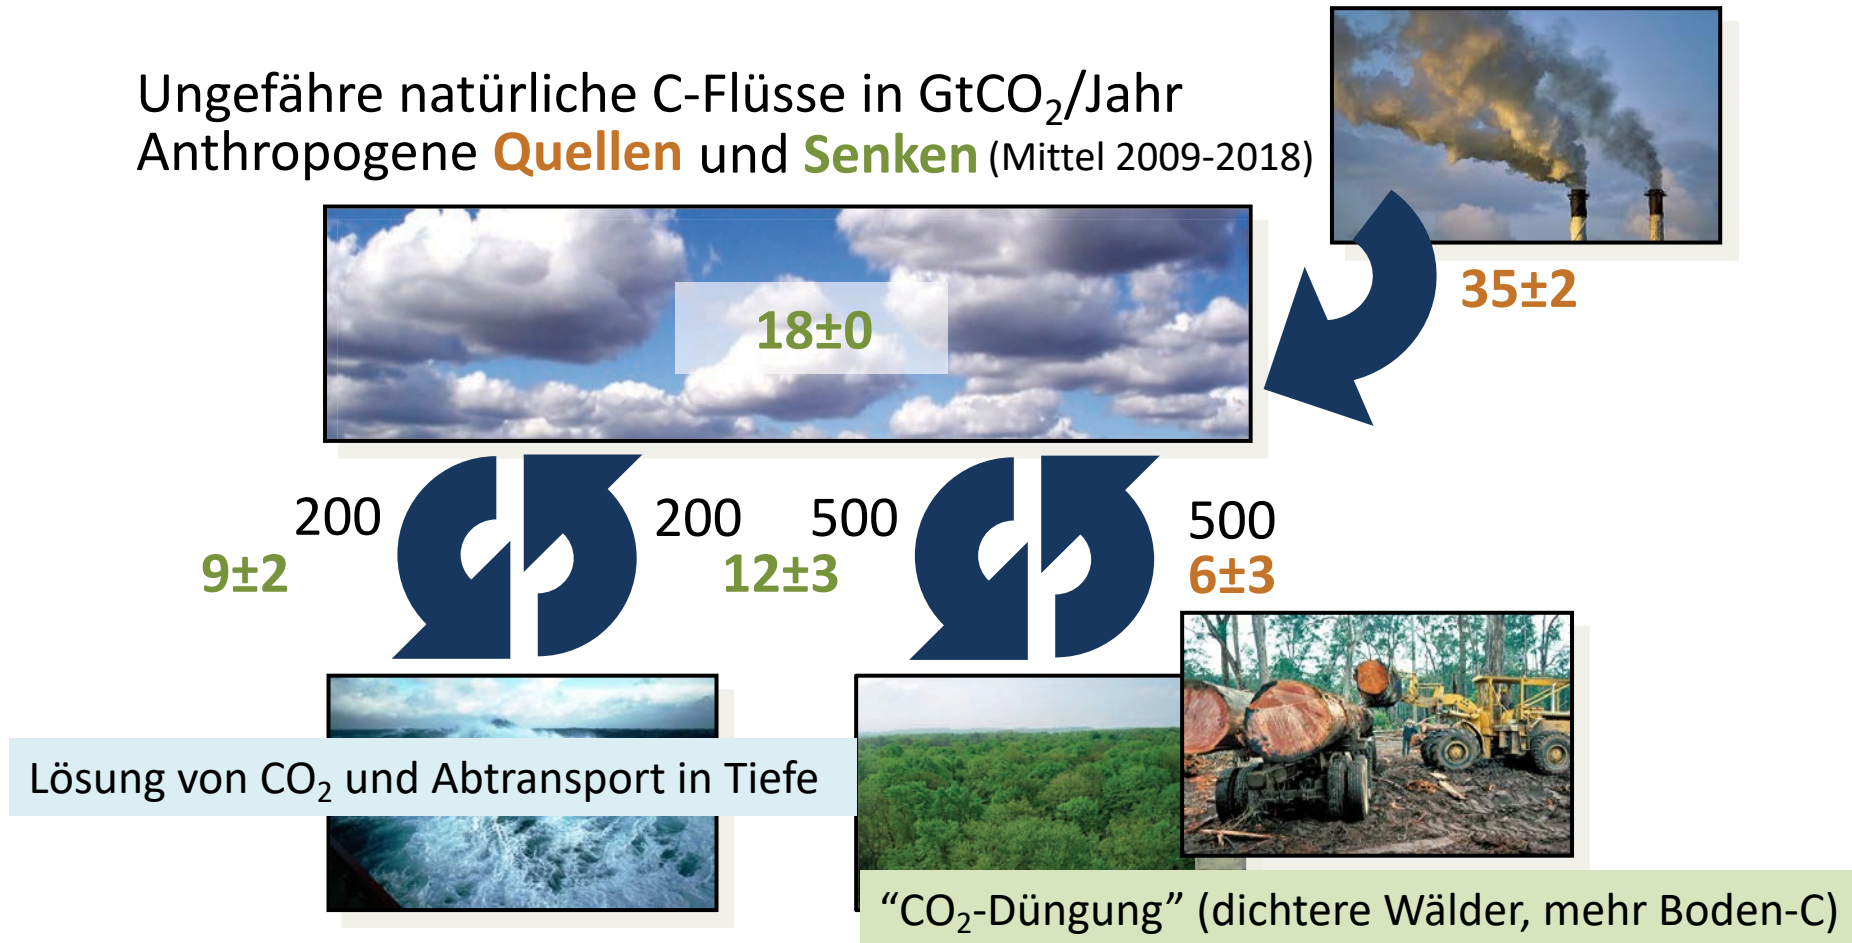 Ungefähre natürliche C-Flüsse in GtCO₂/Jahr
Anthropogene Quellen und Senken (Mittel 2009-2018)
35±2
18±0
200
200
500
500
9±2
12±3
6±3
Lösung von CO₂ und Abtransport in Tiefe
“CO₂-Düngung” (dichtere Wälder, mehr Boden-C)